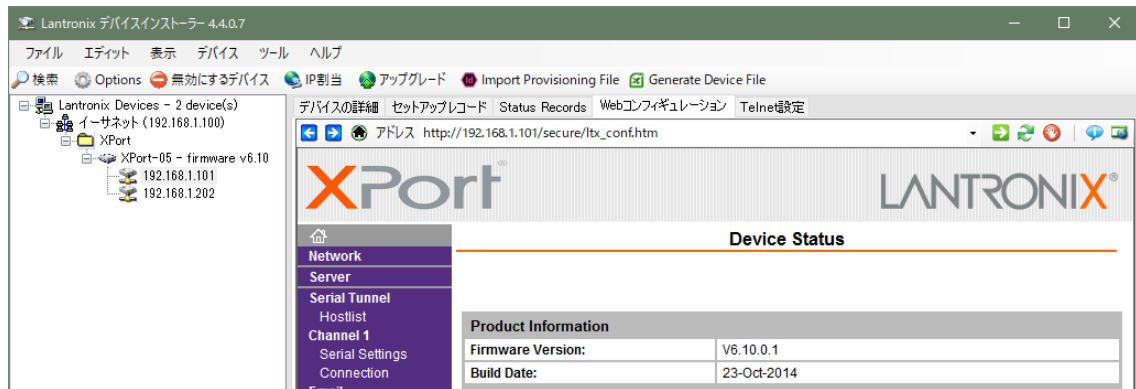 Lantronix デバイスインストーラー 4.4.0.7
ファイル エディット 表示 デバイス ツール ヘルプ
検索 Options 無効にするデバイス IP割当 アップグレード Import Provisioning File Generate Device File
Lantronix Devices - 2 device(s)
イーサネット (192.168.1.100)
XPort
XPort-05 - firmware v6.10
192.168.1.101
192.168.1.202
デバイスの詳細 セットアップレコード Status Records Webコンフィギュレーション Telnet設定
アドレス http://192.168.1.101/secure/ltx_conf.htm
XPort® LANTRONIX®
Network
Server
Serial Tunnel
Hostlist
Channel 1
Serial Settings
Connection
Email
Device Status
Product Information
Firmware Version: V6.10.0.1
Build Date: 23-Oct-2014